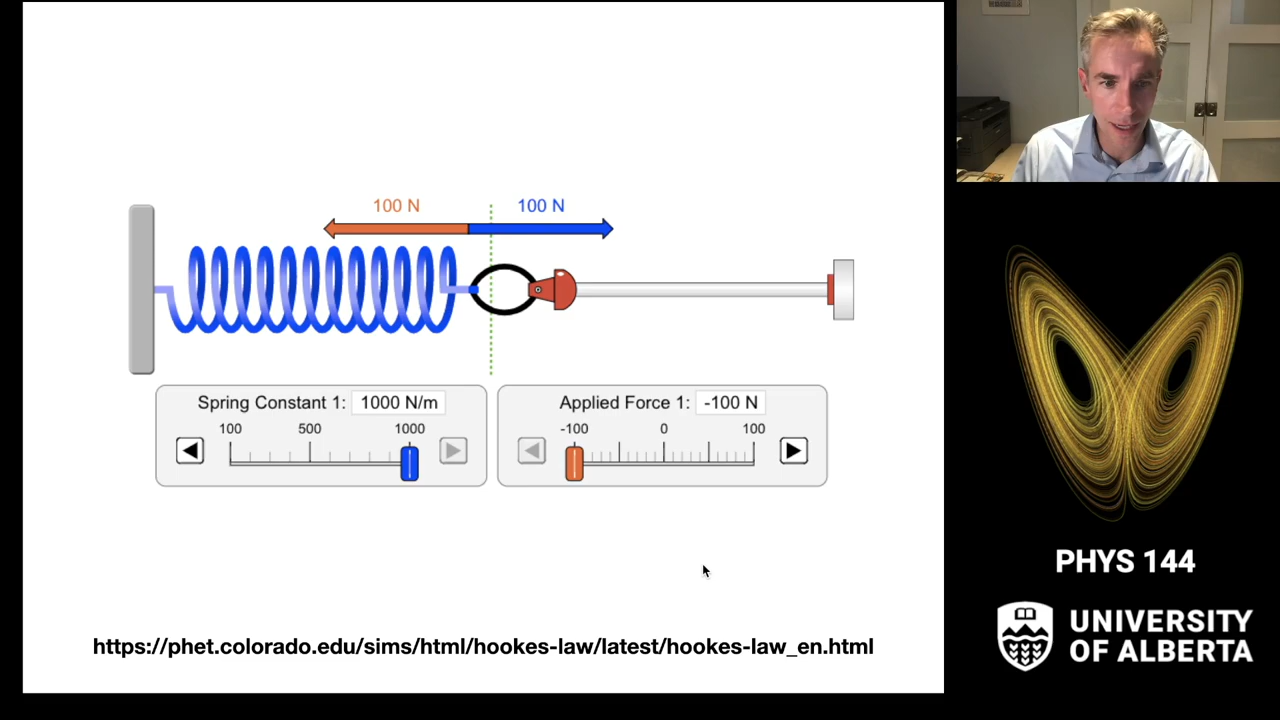 100 N
100 N
Spring Constant 1: 1000 N/m
100 500 1000
Applied Force 1: -100 N
-100 0 100
https://phet.colorado.edu/sims/html/hookes-law/latest/hookes-law_en.html
PHYS 144
UNIVERSITY
OF ALBERTA